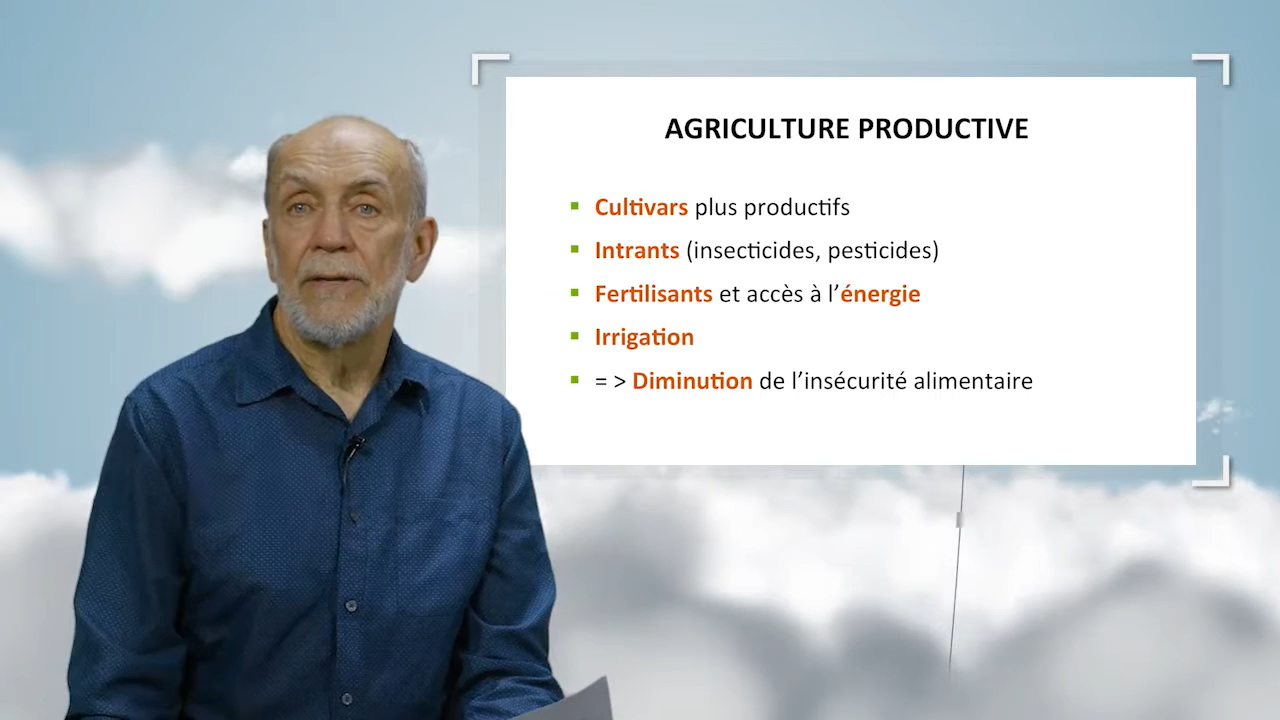 AGRICULTURE PRODUCTIVE
Cultivars plus productifs
Intrants (insecticides, pesticides)
Fertilisants et accès à l’énergie
Irrigation
= > Diminution de l’insécurité alimentaire